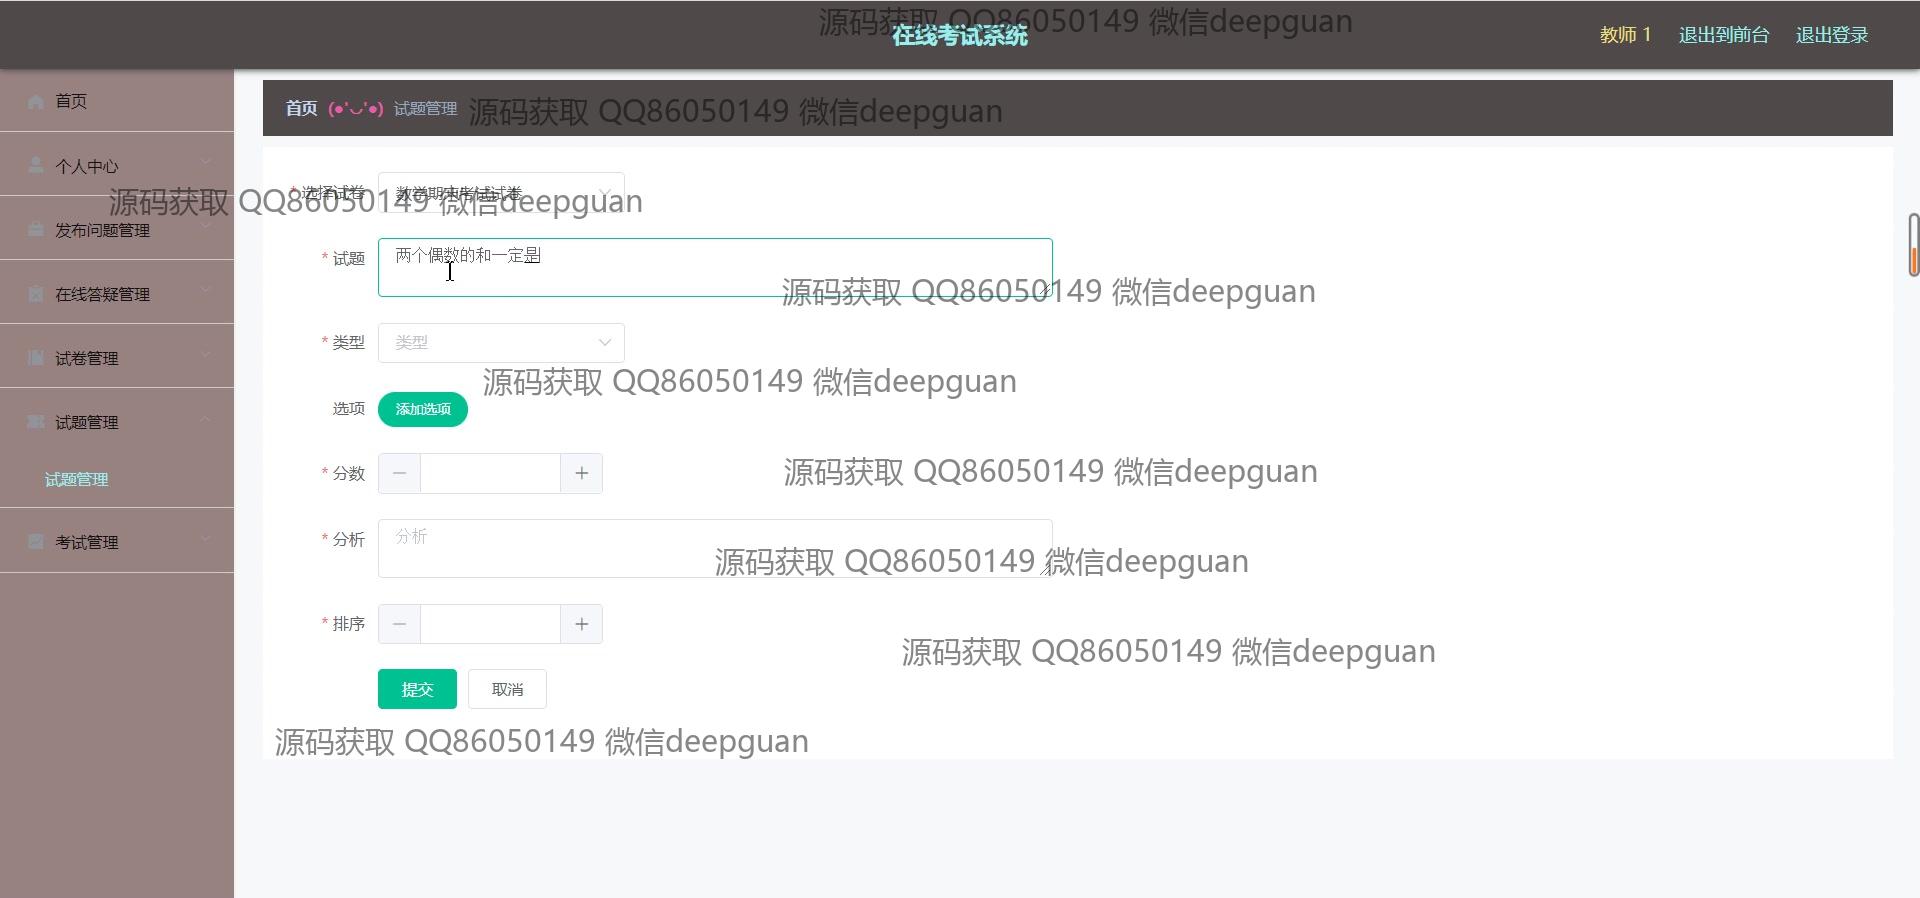 源码获取 QQ86050149 微信deepguan
在线考试系统
教师 1 退出到前台 退出登录
首页
个人中心
发布问题管理
在线答疑管理
试卷管理
试题管理
试题管理
考试管理
首页 (●'◡'●) 试题管理
源码获取 QQ86050149 微信deepguan
* 选择试卷 数学期末考试试卷
源码获取 QQ86050149 微信deepguan
* 试题 两个偶数的和一定是
源码获取 QQ86050149 微信deepguan
* 类型 类型
源码获取 QQ86050149 微信deepguan
选项 添加选项
* 分数 − +
源码获取 QQ86050149 微信deepguan
* 分析 分析
源码获取 QQ86050149 微信deepguan
* 排序 − +
源码获取 QQ86050149 微信deepguan
提交 取消
源码获取 QQ86050149 微信deepguan